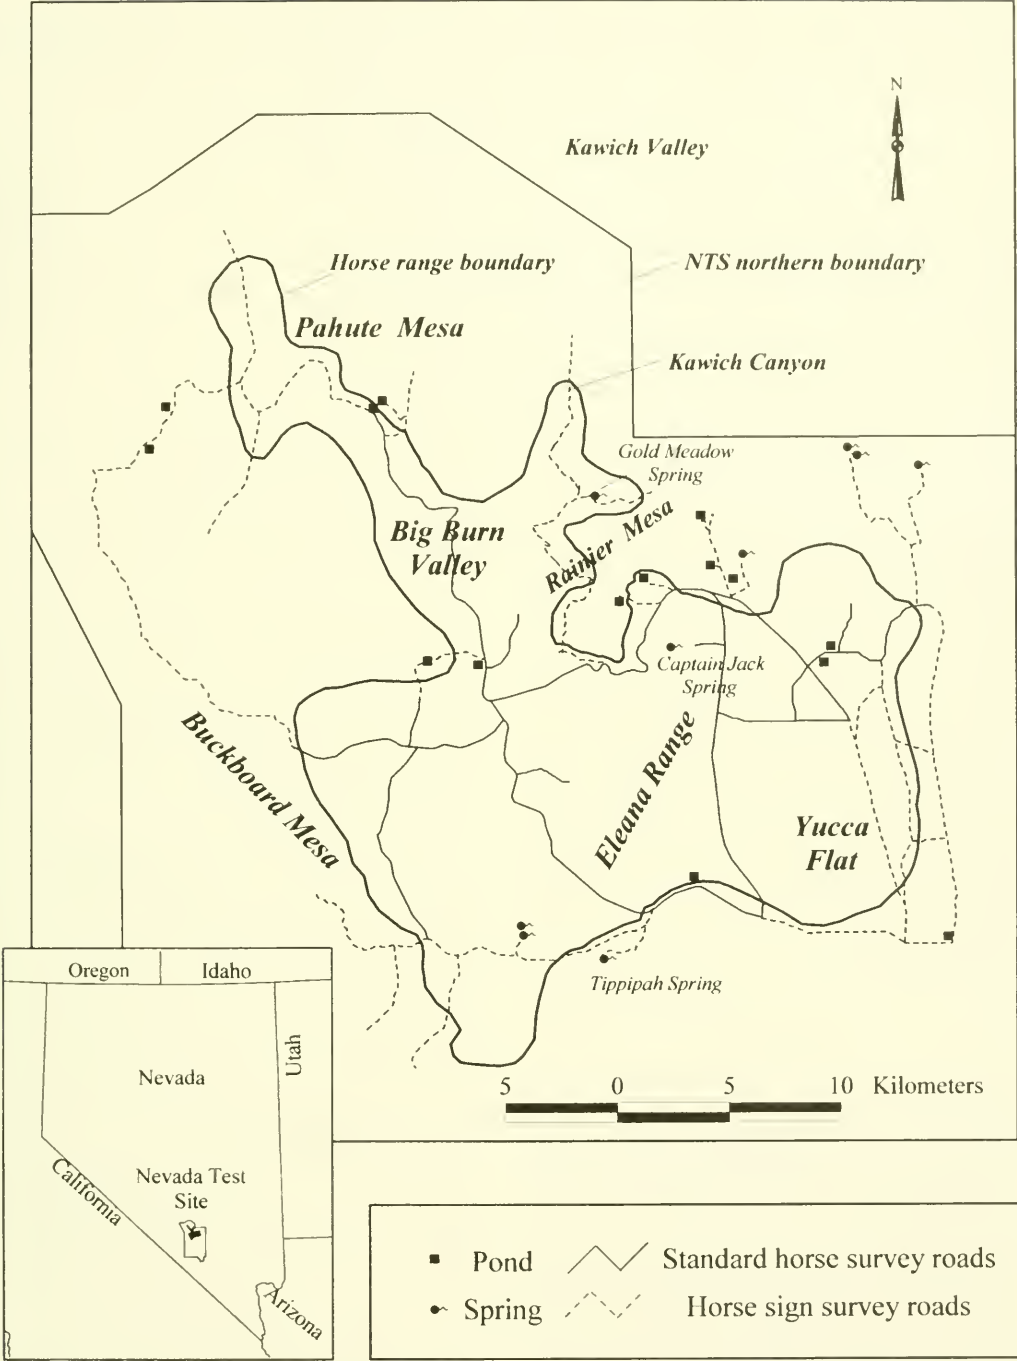 N
Kawich Valley
Horse range boundary
NTS northern boundary
Pahute Mesa
Kawich Canyon
Gold Meadow
Spring
Big Burn
Valley
Rainier Mesa
Captain Jack
Spring
Buckboard Mesa
Eleana Range
Yucca
Flat
Tippipah Spring
Oregon
Idaho
Utah
Nevada
5 0 5 10 Kilometers
California
Nevada Test
Site
Arizona
Pond
Standard horse survey roads
Spring
Horse sign survey roads